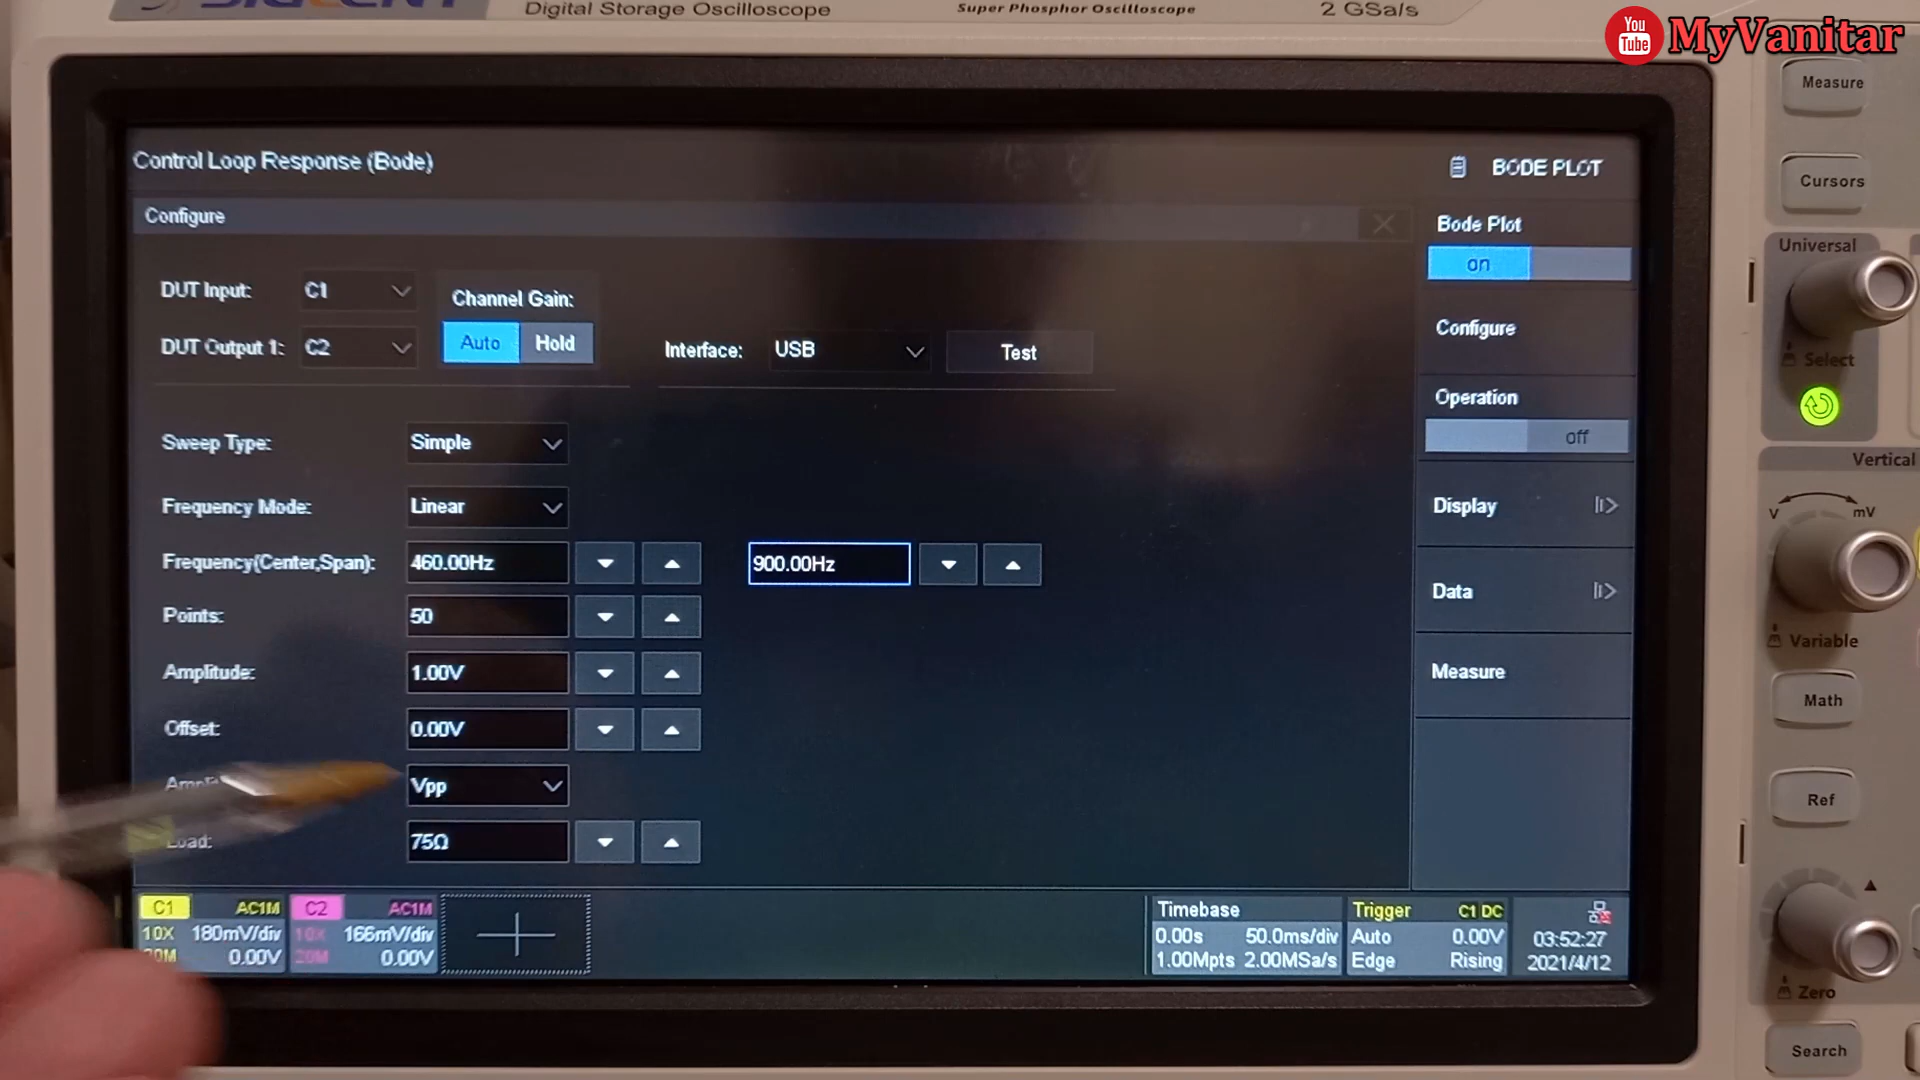 SIGLENT
Digital Storage Oscilloscope
Super Phosphor Oscilloscope
2 GSa/s
You Tube MyVanitar
Control Loop Response (Bode)
BODE PLOT
Configure
DUT Input: C1
Channel Gain:
DUT Output 1: C2
Auto Hold
Interface: USB
Test
Sweep Type: Simple
Frequency Mode: Linear
Frequency(Center,Span): 460.00Hz 900.00Hz
Points: 50
Amplitude: 1.00V
Offset: 0.00V
Vpp
Load: 75Ω
Bode Plot
on
Configure
Operation
off
Display
Data
Measure
C1 AC1M
10X 180mV/div
20M 0.00V
C2 AC1M
10X 166mV/div
20M 0.00V
Timebase
0.00s 50.0ms/div
1.00Mpts 2.00MSa/s
Trigger C1 DC
Auto 0.00V
Edge Rising
03:52:27
2021/4/12
Measure
Cursors
Universal
Select
Vertical
V mV
Variable
Math
Ref
Zero
Search